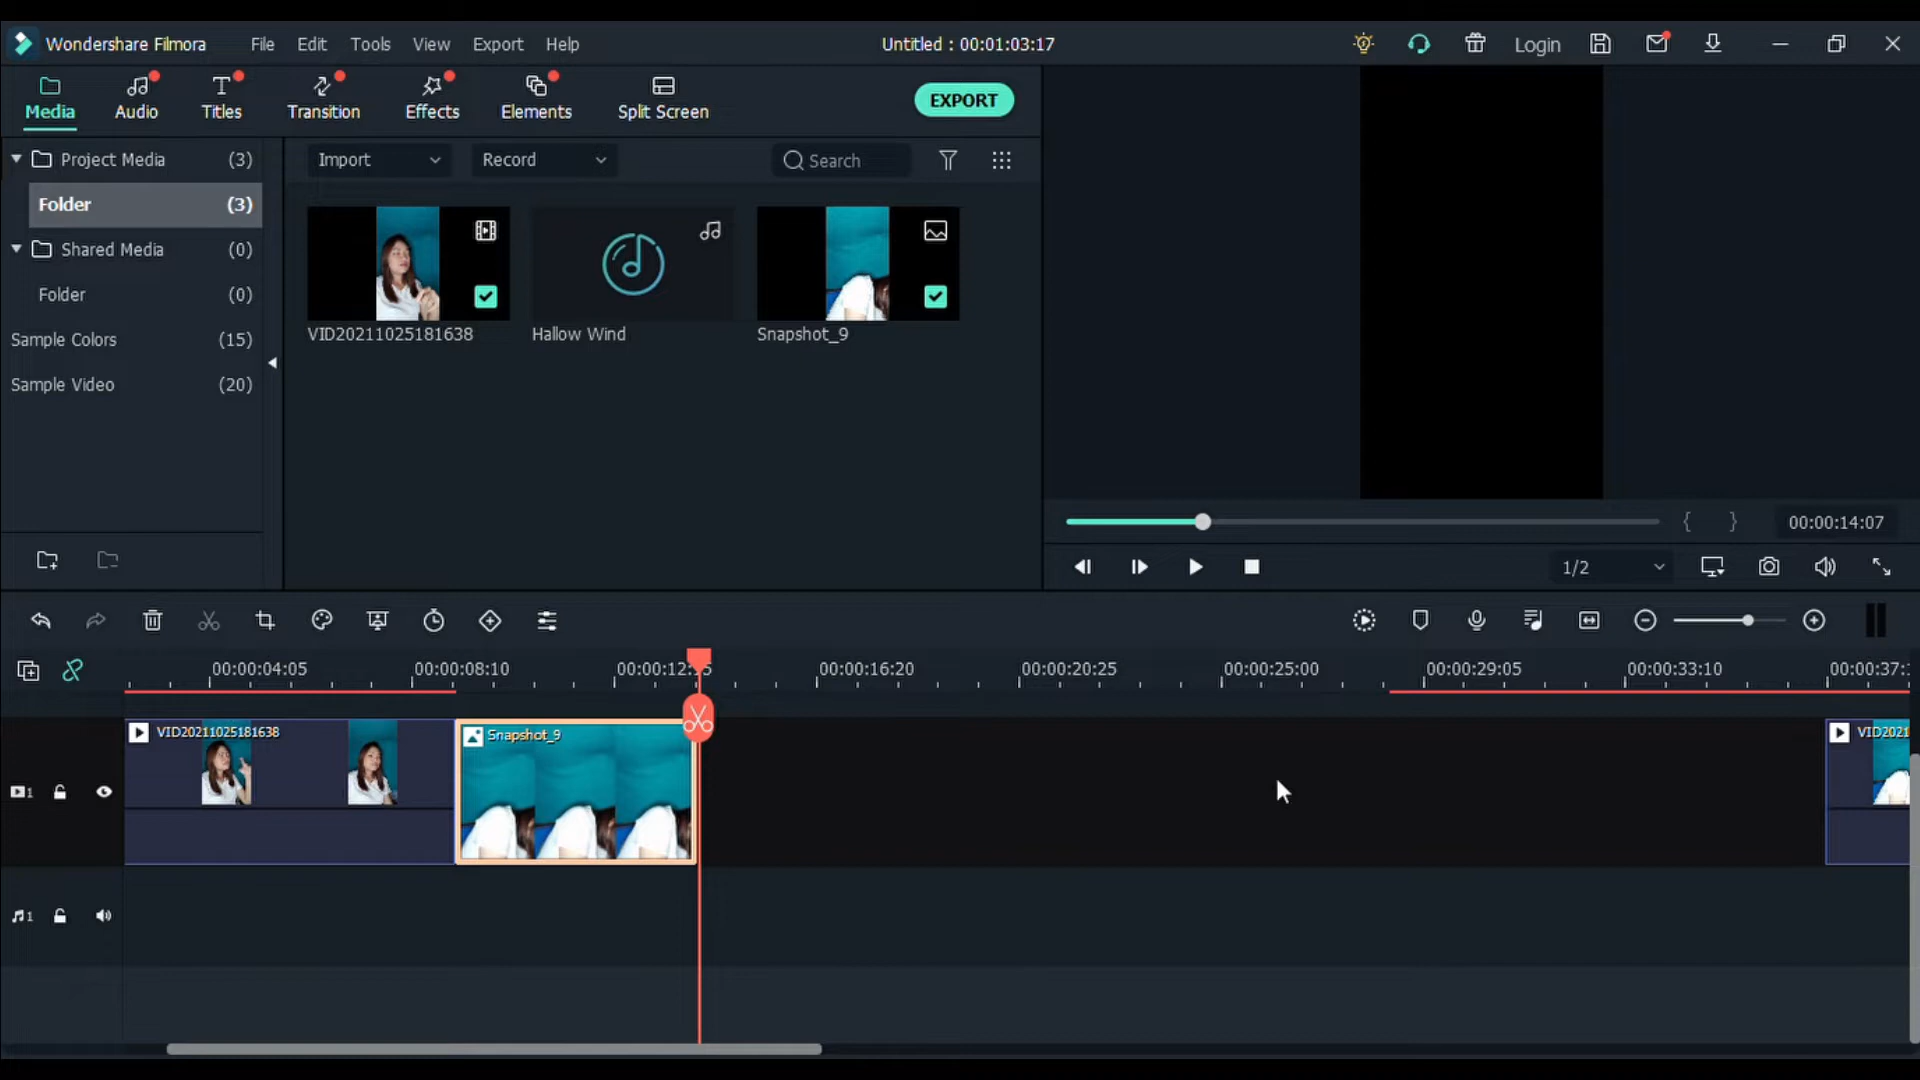 Wondershare Filmora File Edit Tools View Export Help Untitled : 00:01:03:17 Login
Media Audio Titles Transition Effects Elements Split Screen EXPORT
Project Media (3) Import Record Search
Folder (3)
Shared Media (0)
Folder (0)
Sample Colors (15)
Sample Video (20)
VID20211025181638 Hallow Wind Snapshot_9
{ } 00:00:14:07
1/2
00:00:04:05 00:00:08:10 00:00:16:20 00:00:20:25 00:00:25:00 00:00:29:05 00:00:33:10
VID20211025181638 Snapshot_9 VID2021
1
1